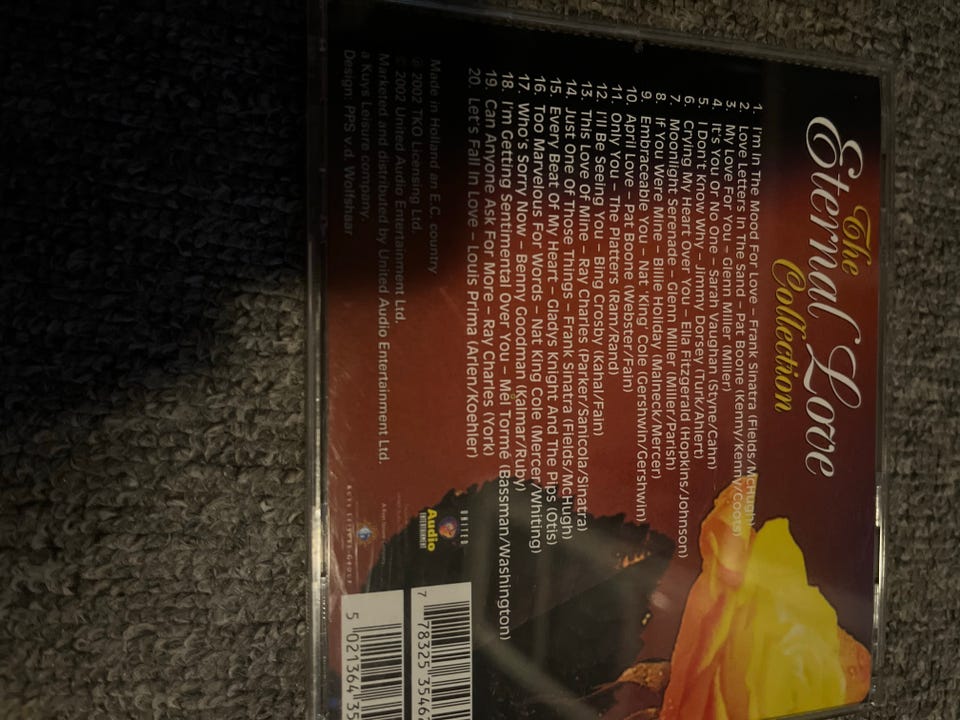 The
Eternal Love
Collection
1. I'm In The Mood For Love – Frank Sinatra (Fields/McHugh)
2. Love Letters In The Sand – Pat Boone (Kenny/Kenny/Coots)
3. My Love For You – Glenn Miller (Miller)
4. It's You Or No One – Sarah Vaughan (Styne/Cahn)
5. I Don't Know Why – Jimmy Dorsey (Turk/Ahlert)
6. Crying My Heart Over You – Ella Fitzgerald (Hopkins/Johnson)
7. Moonlight Serenade – Glenn Miller (Miller/Parish)
8. If You Were Mine – Billie Holiday (Malneck/Mercer)
9. Embraceable You – Nat 'King' Cole (Gershwin/Gershwin)
10. April Love – Pat Boone (Webster/Fain)
11. Only You – The Platters (Ram/Rand)
12. I'll Be Seeing You – Bing Crosby (Kahal/Fain)
13. This Love Of Mine – Ray Charles (Parker/Sanicola/Sinatra)
14. Just One Of Those Things – Frank Sinatra (Fields/McHugh)
15. Every Beat Of My Heart – Gladys Knight And The Pips (Otis)
16. Too Marvelous For Words – Nat King Cole (Mercer/Whiting)
17. Who's Sorry Now – Benny Goodman (Kalmar/Ruby)
18. I'm Getting Sentimental Over You – Mel Tormé (Bassman/Washington)
19. Can Anyone Ask For More – Ray Charles (York)
20. Let's Fall In Love – Louis Prima (Arlen/Koehler)
Made in Holland an E.C. country
℗ 2002 TKO Licensing Ltd.
© 2002 United Audio Entertainment Ltd.
Marketed and distributed by United Audio Entertainment Ltd.
a Kuys Leisure company.
Design: PPS v.d. Wolfshar
UNITED
Audio
ENTERTAINMENT
7 78325 3546
5 021364 35